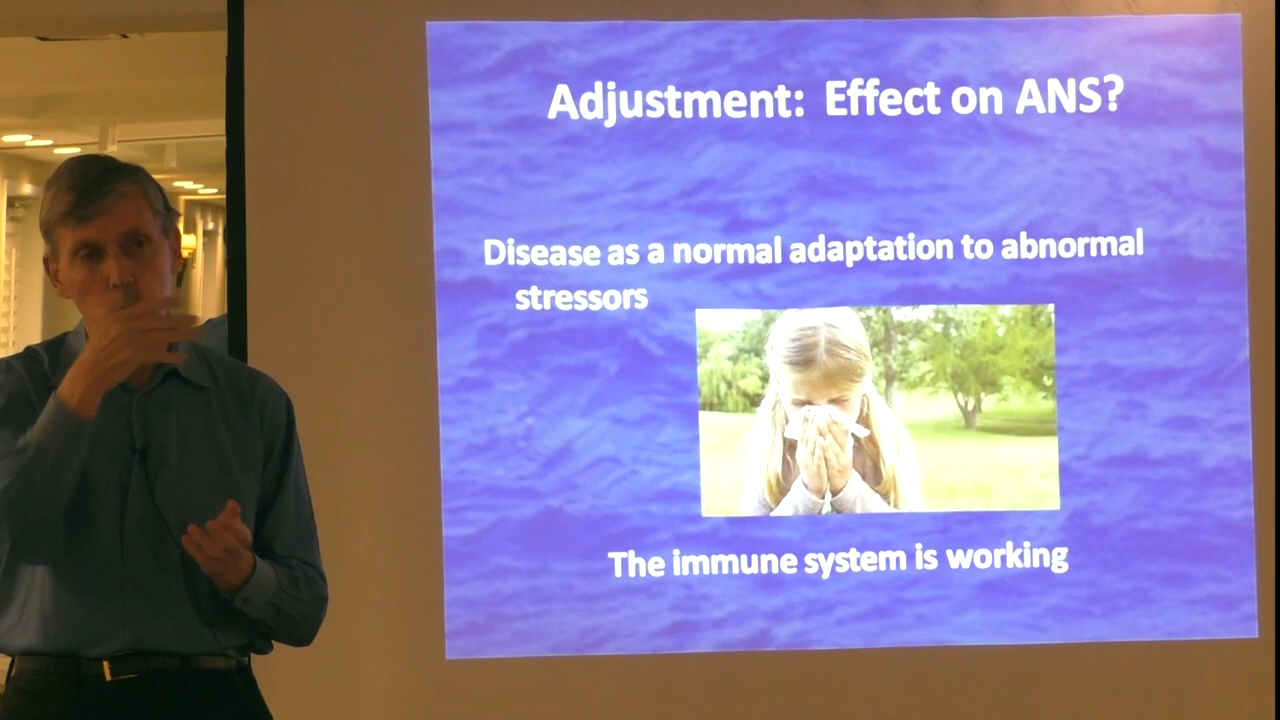 Adjustment: Effect on ANS?
Disease as a normal adaptation to abnormal
stressors
The immune system is working